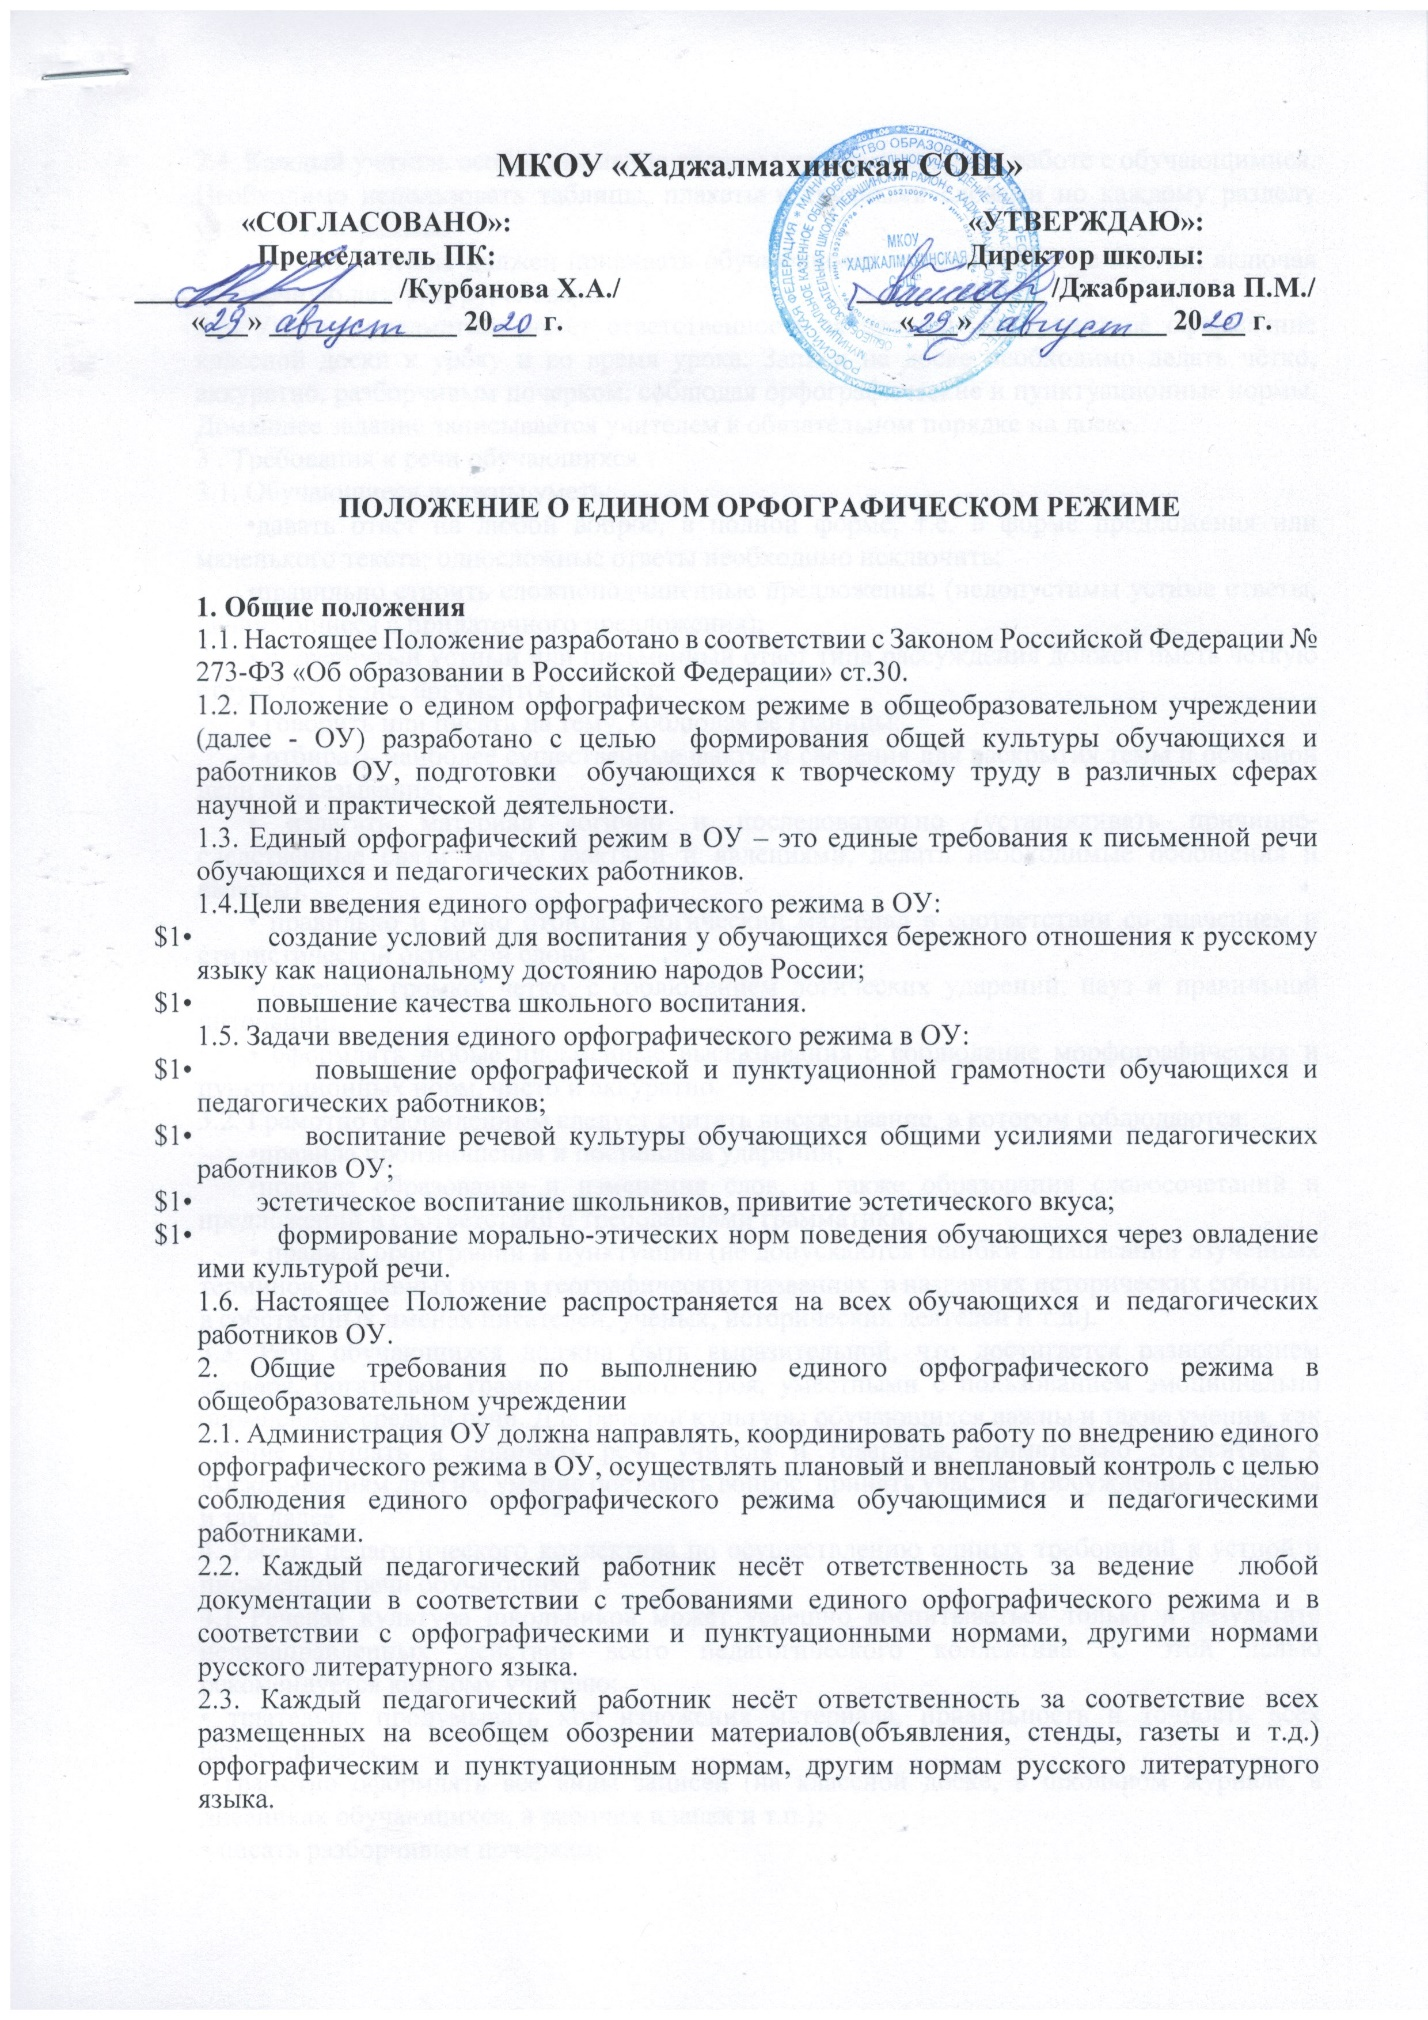 МКОУ «Хаджалмахинская СОШ»
«СОГЛАСОВАНО»: «УТВЕРЖДАЮ»:
Председатель ПК: Директор школы:
/Курбанова Х.А./ /Джабраилова П.М./
«29» август 2020 г. «29» август 2020 г.
МКОУ
"ХАДЖАЛМАХИНСКАЯ
СОШ"
ПОЛОЖЕНИЕ О ЕДИНОМ ОРФОГРАФИЧЕСКОМ РЕЖИМЕ
1. Общие положения
1.1. Настоящее Положение разработано в соответствии с Законом Российской Федерации №
273-ФЗ «Об образовании в Российской Федерации» ст.30.
1.2. Положение о едином орфографическом режиме в общеобразовательном учреждении
(далее - ОУ) разработано с целью формирования общей культуры обучающихся и
работников ОУ, подготовки обучающихся к творческому труду в различных сферах
научной и практической деятельности.
1.3. Единый орфографический режим в ОУ – это единые требования к письменной речи
обучающихся и педагогических работников.
1.4.Цели введения единого орфографического режима в ОУ:
$1• создание условий для воспитания у обучающихся бережного отношения к русскому
языку как национальному достоянию народов России;
$1• повышение качества школьного воспитания.
1.5. Задачи введения единого орфографического режима в ОУ:
$1• повышение орфографической и пунктуационной грамотности обучающихся и
педагогических работников;
$1• воспитание речевой культуры обучающихся общими усилиями педагогических
работников ОУ;
$1• эстетическое воспитание школьников, привитие эстетического вкуса;
$1• формирование морально-этических норм поведения обучающихся через овладение
ими культурой речи.
1.6. Настоящее Положение распространяется на всех обучающихся и педагогических
работников ОУ.
2. Общие требования по выполнению единого орфографического режима в
общеобразовательном учреждении
2.1. Администрация ОУ должна направлять, координировать работу по внедрению единого
орфографического режима в ОУ, осуществлять плановый и внеплановый контроль с целью
соблюдения единого орфографического режима обучающимися и педагогическими
работниками.
2.2. Каждый педагогический работник несёт ответственность за ведение любой
документации в соответствии с требованиями единого орфографического режима и в
соответствии с орфографическими и пунктуационными нормами, другими нормами
русского литературного языка.
2.3. Каждый педагогический работник несёт ответственность за соответствие всех
размещенных на всеобщем обозрении материалов(объявления, стенды, газеты и т.д.)
орфографическим и пунктуационным нормам, другим нормам русского литературного
языка.